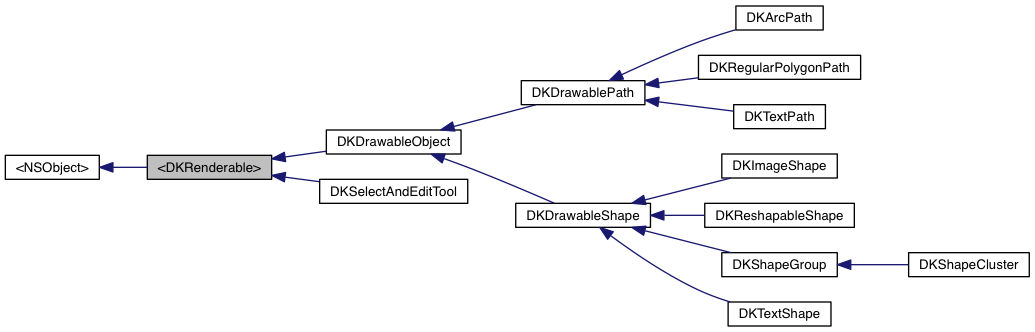 DKArcPath
DKRegularPolygonPath
DKDrawablePath
DKTextPath
DKDrawableObject
<NSObject>
<DKRenderable>
DKImageShape
DKSelectAndEditTool
DKDrawableShape
DKReshapableShape
DKShapeGroup
DKShapeCluster
DKTextShape